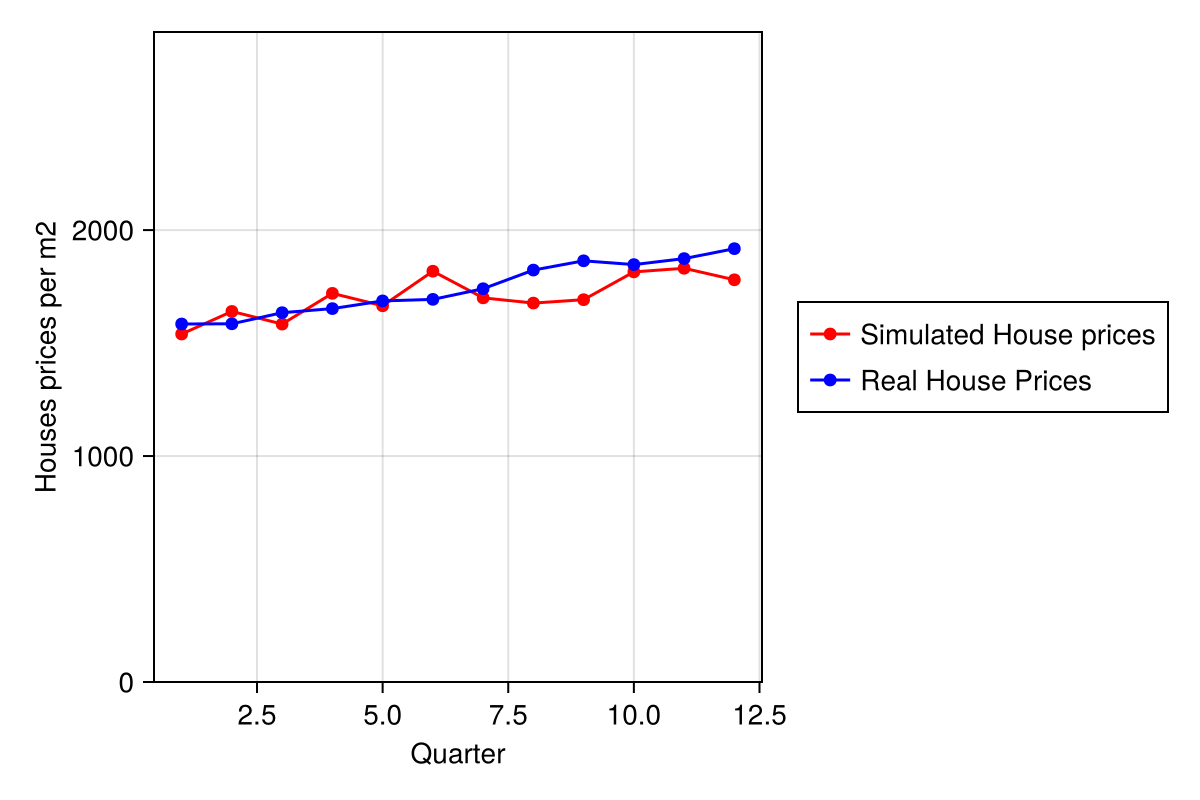 Houses prices per m2
2000
1000
0
2.5 5.0 7.5 10.0 12.5
Quarter
Simulated House prices
Real House Prices